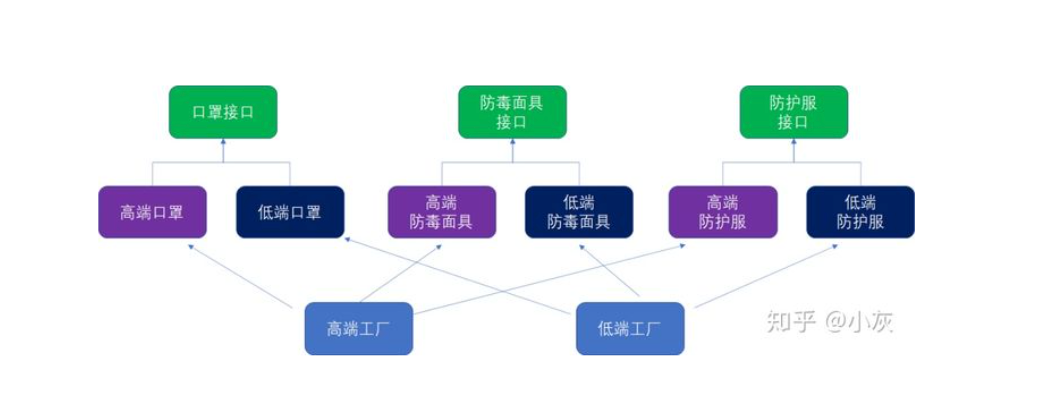 口罩接口
防毒面具
接口
防护服
接口
高端口罩
低端口罩
高端
防毒面具
低端
防毒面具
高端
防护服
低端
防护服
高端工厂
低端工厂
知乎 @小灰